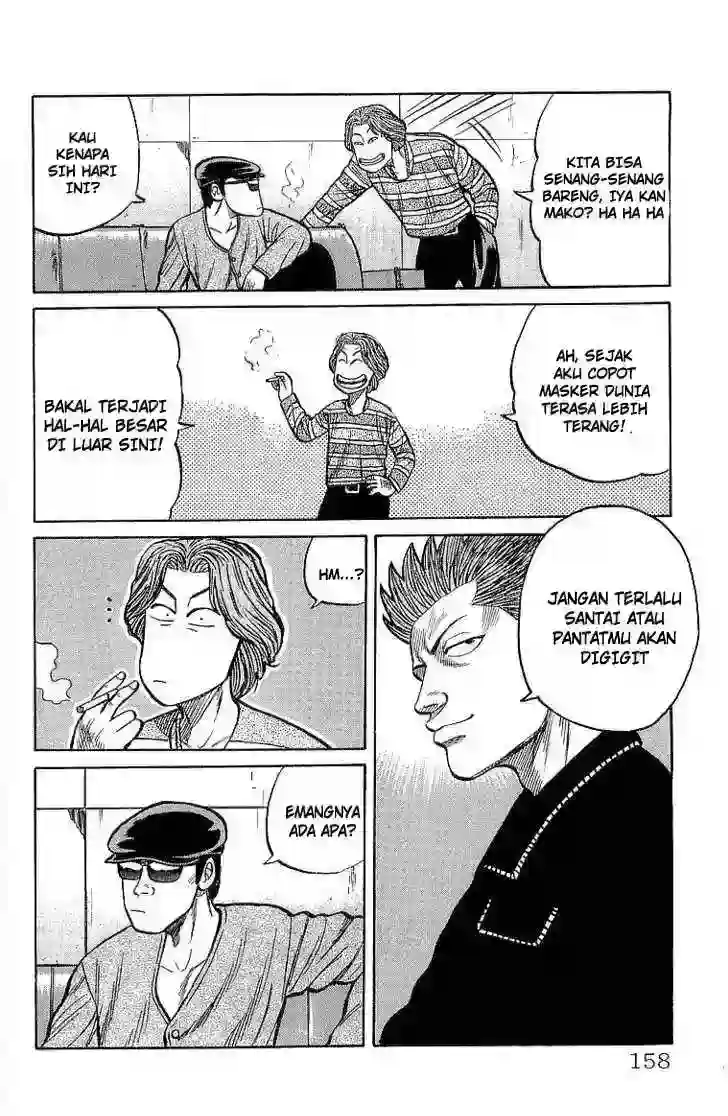 KITA BISA
SENANG-SENANG
BARENG, IYA KAN
MAKO? HA HA HA
KAU
KENAPA
SIH HARI
INI?
AH, SEJAK
AKU COPOT
MASKER DUNIA
TERASA LEBIH
TERANG!
BAKAL TERJADI
HAL-HAL BESAR
DI LUAR SINI!
JANGAN TERLALU
SANTAI ATAU
PANTATMU AKAN
DIGIGIT
HM...?
EMANGNYA
ADA APA?
158